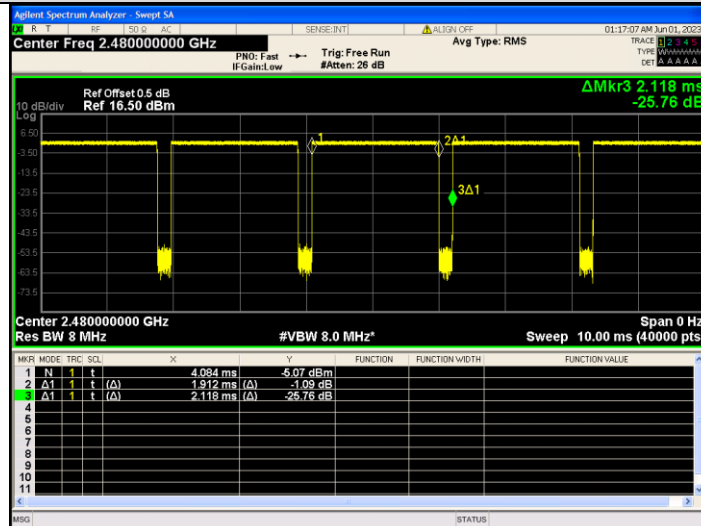 Agilent Spectrum Analyzer - Swept SA
R T RF 50 Ω AC SENSE:INT ALIGN OFF 01:17:07 AM Jun 01, 2023
Center Freq 2.480000000 GHz
PNO: Fast
IFGain:Low
Trig: Free Run
#Atten: 26 dB
Avg Type: RMS
TRACE 1 2 3 4 5
TYPE
DET A A A A A
ΔMkr3 2.118 ms
-25.76 dB
Ref Offset 0.5 dB
10 dB/div Ref 16.50 dBm
Log
6.50
-3.50
-13.5
-23.5
-33.5
-43.5
-53.5
-63.5
-73.5
1
2Δ1
3Δ1
Center 2.480000000 GHz Span 0 Hz
Res BW 8 MHz #VBW 8.0 MHz* Sweep 10.00 ms (40000 pts
MKR MODE TRC SCL X Y FUNCTION FUNCTION WIDTH FUNCTION VALUE
1 N 1 t 4.084 ms -5.07 dBm
2 Δ1 1 t (Δ) 1.912 ms (Δ) -1.09 dB
3 Δ1 1 t (Δ) 2.118 ms (Δ) -25.76 dB
4
5
6
7
8
9
10
11
MSG STATUS